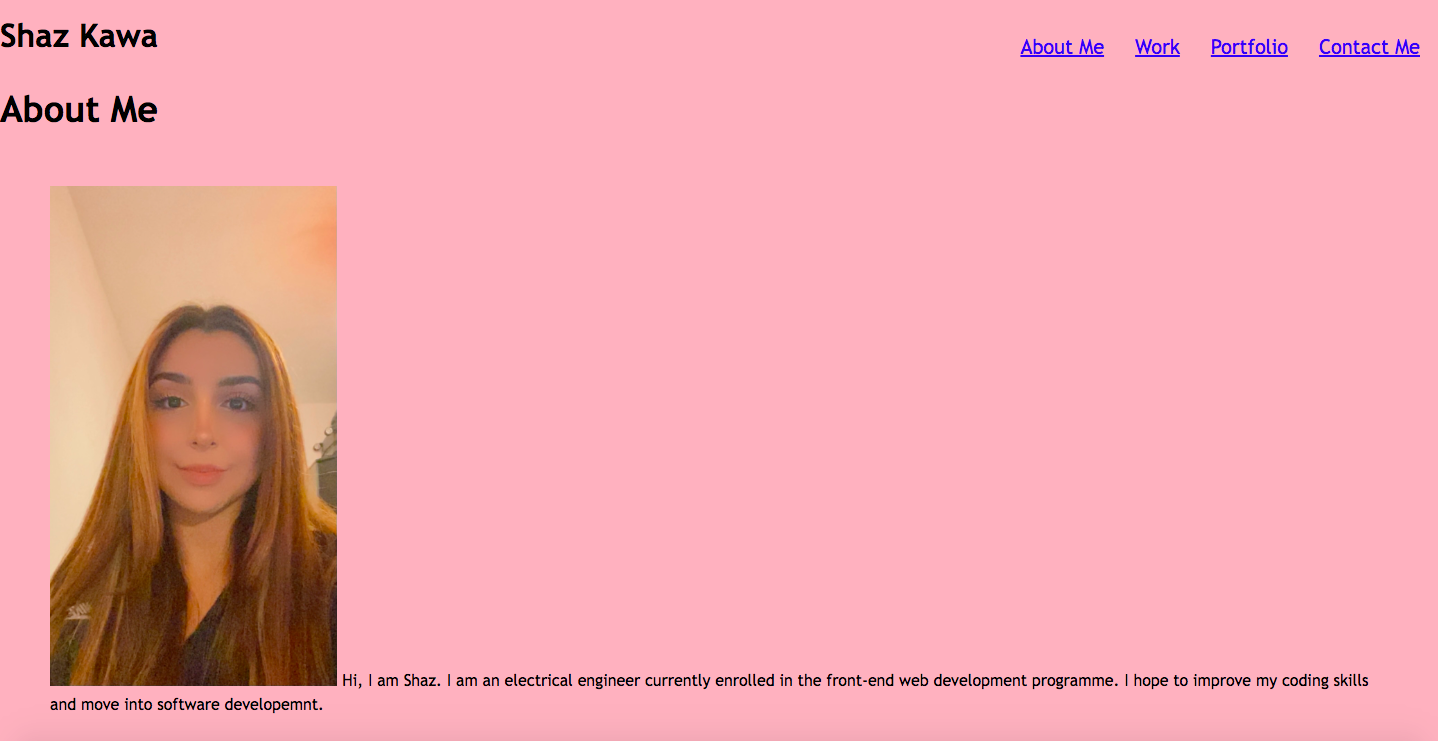 Shaz Kawa
About Me Work Portfolio Contact Me
About Me
Hi, I am Shaz. I am an electrical engineer currently enrolled in the front-end web development programme. I hope to improve my coding skills
and move into software developemnt.